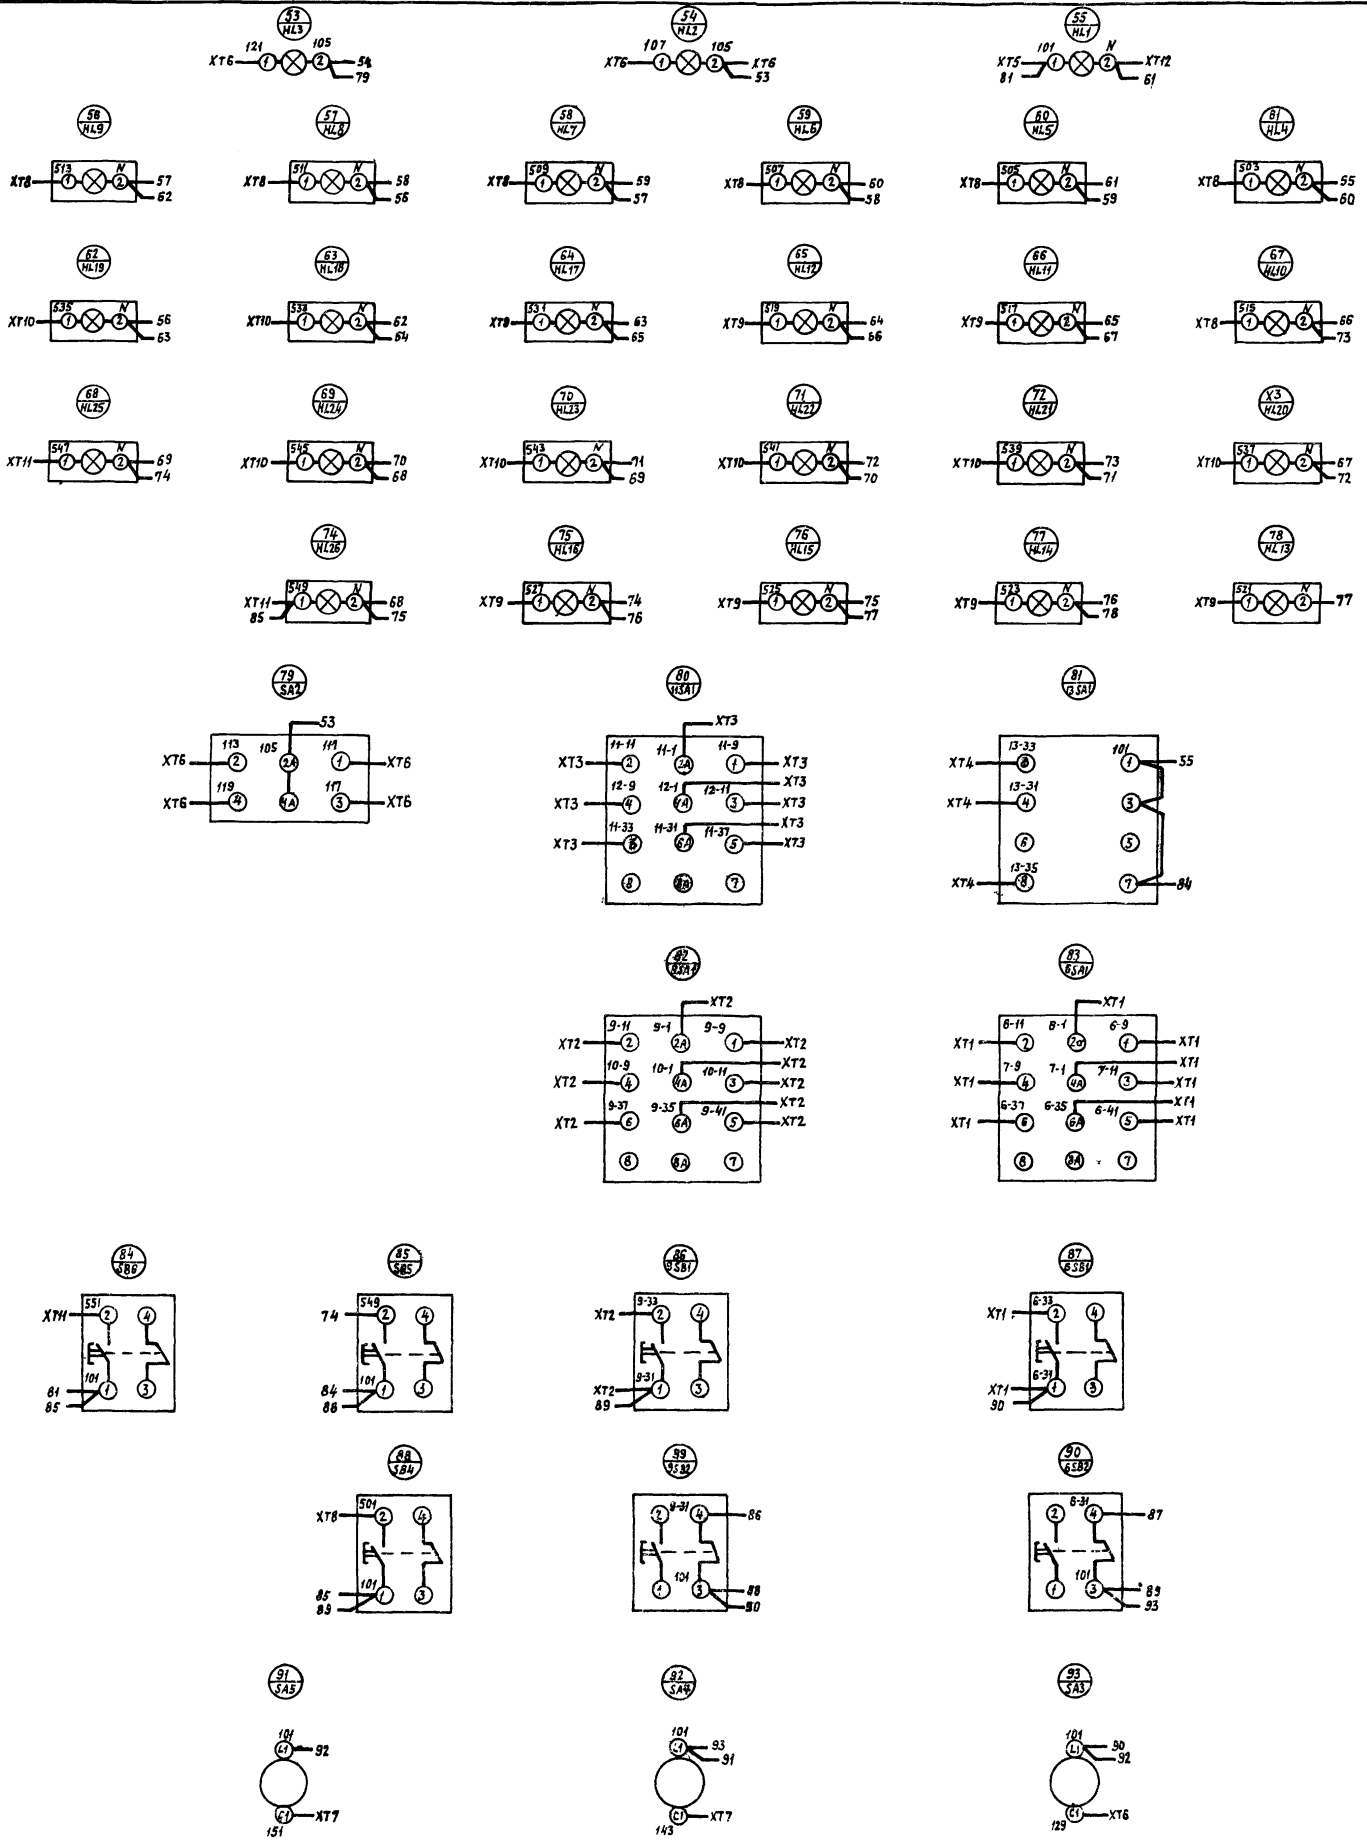 53 54 55
HL3 HL2 HL1
121 105 107 105 101 N
XT6 1 2 54 XT6 1 2 XT6 XT5 1 2 XT12
79 53 81 61
56 57 58 59 60 61
HL9 HL8 HL7 HL6 HL5 HL4
513 N 511 N 509 N 507 N 505 N 503 N
XT8 1 2 57 XT8 1 2 58 XT8 1 2 59 XT8 1 2 60 XT8 1 2 61 XT8 1 2 55
62 56 57 58 59 60
62 63 64 65 66 67
HL19 HL18 HL17 HL12 HL11 HL10
535 N 533 N 531 N 519 N 517 N 515 N
XT10 1 2 56 XT10 1 2 62 XT9 1 2 63 XT9 1 2 64 XT9 1 2 65 XT8 1 2 66
63 64 65 66 67 73
68 69 70 71 72 X3
HL25 HL24 HL23 HL22 HL21 HL20
547 N 545 N 543 N 541 N 539 N 537 N
XT11 1 2 69 XT10 1 2 70 XT10 1 2 71 XT10 1 2 72 XT10 1 2 73 XT10 1 2 67
74 68 69 70 71 72
74 75 76 77 78
HL26 HL16 HL15 HL14 HL13
549 N 527 N 525 N 523 N 521 N
XT11 1 2 68 XT9 1 2 74 XT9 1 2 75 XT9 1 2 76 XT9 1 2 77
85 75 76 77 78
79 80 81
SA2 11SA1 13SA1
53 XT3
113 105 111 11-11 11-1 11-9 13-33 101
XT6 2 2A 1 XT6 XT3 2 2A 1 XT3 XT4 1 55
XT3
119 117 12-9 12-1 12-11 13-31
XT6 4 4A 3 XT6 XT3 4 4A 3 XT3 XT4 4 3
XT3
11-33 11-31 11-37
XT3 6 6A 5 XT3 6 5
13-35
8 8A 7 XT4 8 7 84
82 83
9SA1 6SA1
XT2 XT1
9-11 9-1 9-9 6-11 6-1 6-9
XT2 2 2A 1 XT2 XT1 2 2a 1 XT1
XT2 XT1
10-9 10-1 10-11 7-9 7-1 7-11
XT2 4 4A 3 XT2 XT1 4 4A 3 XT1
XT2 XT1
9-37 9-35 9-41 6-37 6-35 6-41
XT2 6 6A 5 XT2 XT1 6 6A 5 XT1
8 8A 7 8 8A 7
84 85 86 87
SB6 SB5 9SB1 6SB1
551 549 9-33 6-33
XT11 2 4 74 2 4 XT2 2 4 XT1 2 4
101 101 9-31 6-31
81 1 3 84 1 3 XT2 1 3 XT1 1 3
85 88 89 90
88 99 90
SB4 9SB2 6SB2
501 9-31 6-31
XT8 2 4 2 4 86 2 4 87
101 101 101
85 1 3 1 3 88 1 3 89
89 90 93
91 92 93
SA5 SA4 SA3
101 101 101
L1 92 L1 93 L1 90
91 92
C1 XT7 C1 XT7 C1 XT6
151 143 129